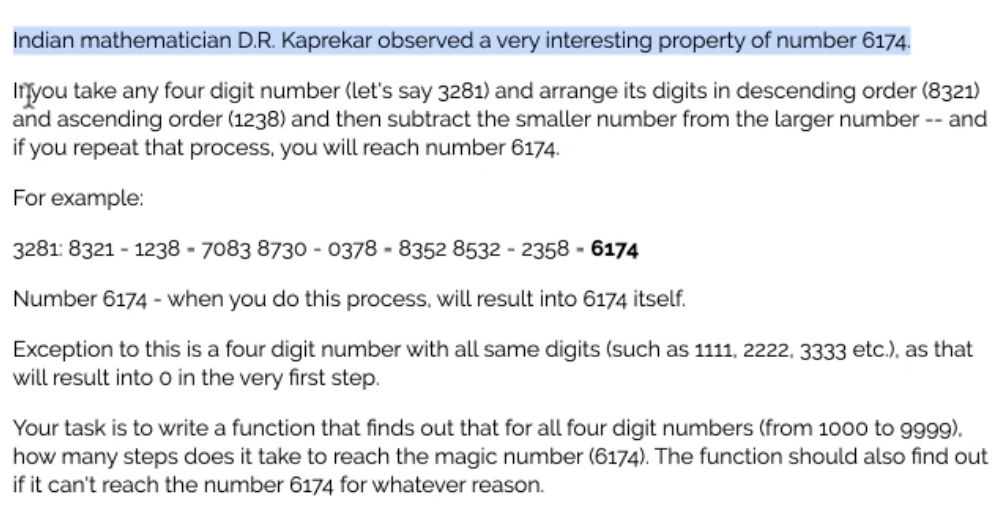 Indian mathematician D.R. Kaprekar observed a very interesting property of number 6174.
If you take any four digit number (let's say 3281) and arrange its digits in descending order (8321)
and ascending order (1238) and then subtract the smaller number from the larger number -- and
if you repeat that process, you will reach number 6174.
For example:
3281: 8321 - 1238 = 7083 8730 - 0378 = 8352 8532 - 2358 = 6174
Number 6174 - when you do this process, will result into 6174 itself.
Exception to this is a four digit number with all same digits (such as 1111, 2222, 3333 etc.), as that
will result into 0 in the very first step.
Your task is to write a function that finds out that for all four digit numbers (from 1000 to 9999),
how many steps does it take to reach the magic number (6174). The function should also find out
if it can't reach the number 6174 for whatever reason.